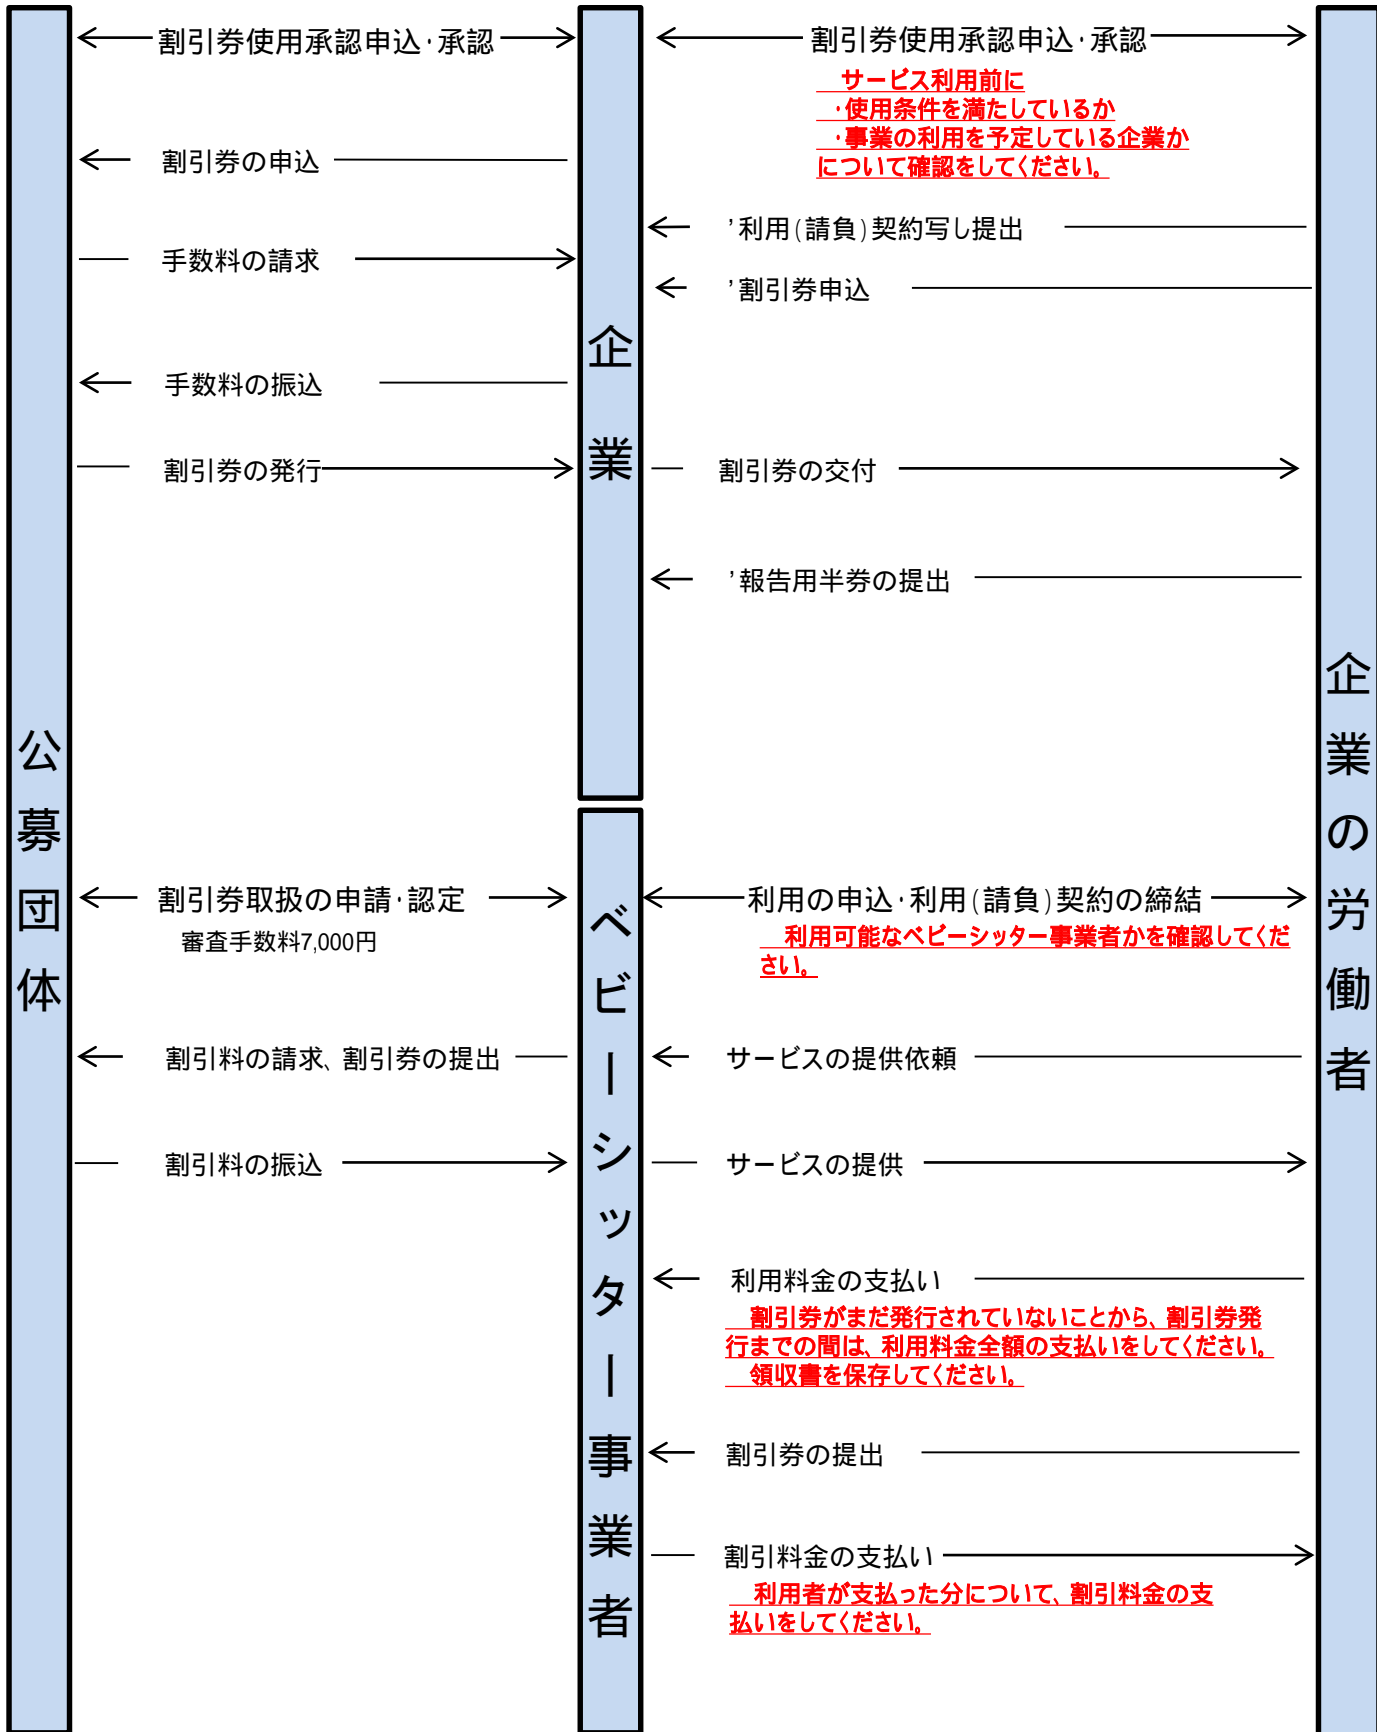 割引券使用承認申込・承認
割引券使用承認申込・承認
サービス利用前に
・使用条件を満たしているか
・事業の利用を予定している企業か
について確認をしてください。
割引券の申込
’利用(請負)契約写し提出
手数料の請求
’割引券申込
手数料の振込
割引券の発行
割引券の交付
’報告用半券の提出
企業
公募団体
企業の労働者
割引券取扱の申請・認定
審査手数料7,000円
利用の申込・利用(請負)契約の締結
利用可能なベビーシッター事業者かを確認してくだ
さい。
割引料の請求、割引券の提出
サービスの提供依頼
割引料の振込
サービスの提供
利用料金の支払い
割引券がまだ発行されていないことから、割引券発
行までの間は、利用料金全額の支払いをしてください。
領収書を保存してください。
割引券の提出
割引料金の支払い
利用者が支払った分について、割引料金の支
払いをしてください。
ベビーシッター事業者